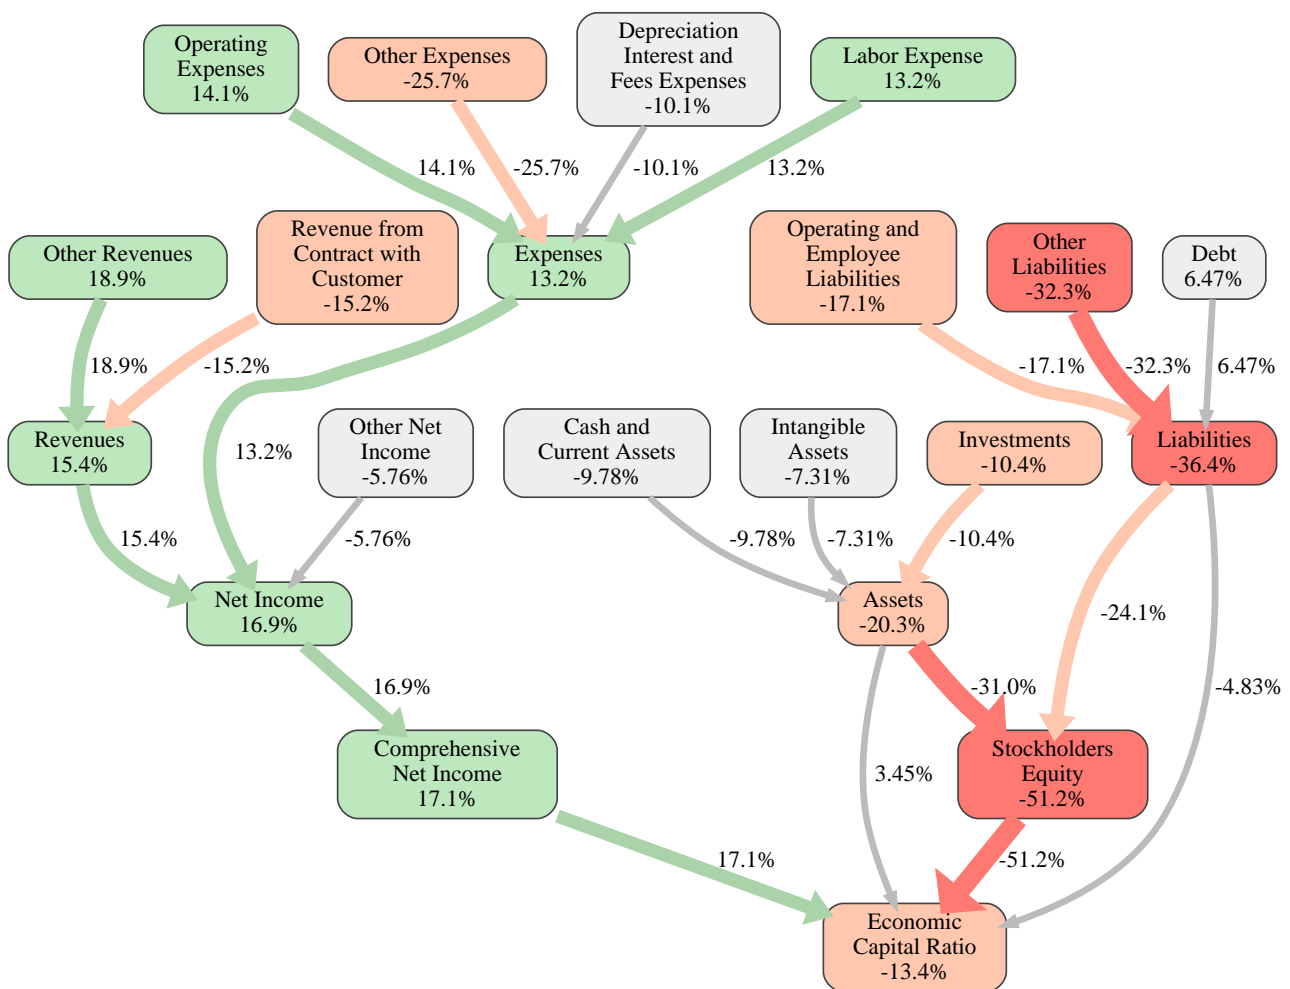 Operating
Expenses
14.1%
Other Expenses
-25.7%
Depreciation
Interest and
Fees Expenses
-10.1%
Labor Expense
13.2%
14.1%
-25.7%
-10.1%
13.2%
Other Revenues
18.9%
Revenue from
Contract with
Customer
-15.2%
Expenses
13.2%
Operating and
Employee
Liabilities
-17.1%
Other
Liabilities
-32.3%
Debt
6.47%
18.9%
-15.2%
-17.1%
-32.3%
6.47%
Revenues
15.4%
13.2%
Other Net
Income
-5.76%
Cash and
Current Assets
-9.78%
Intangible
Assets
-7.31%
Investments
-10.4%
Liabilities
-36.4%
15.4%
-5.76%
-9.78%
-7.31%
-10.4%
-24.1%
Net Income
16.9%
Assets
-20.3%
16.9%
-31.0%
-4.83%
Comprehensive
Net Income
17.1%
3.45%
Stockholders
Equity
-51.2%
17.1%
-51.2%
Economic
Capital Ratio
-13.4%